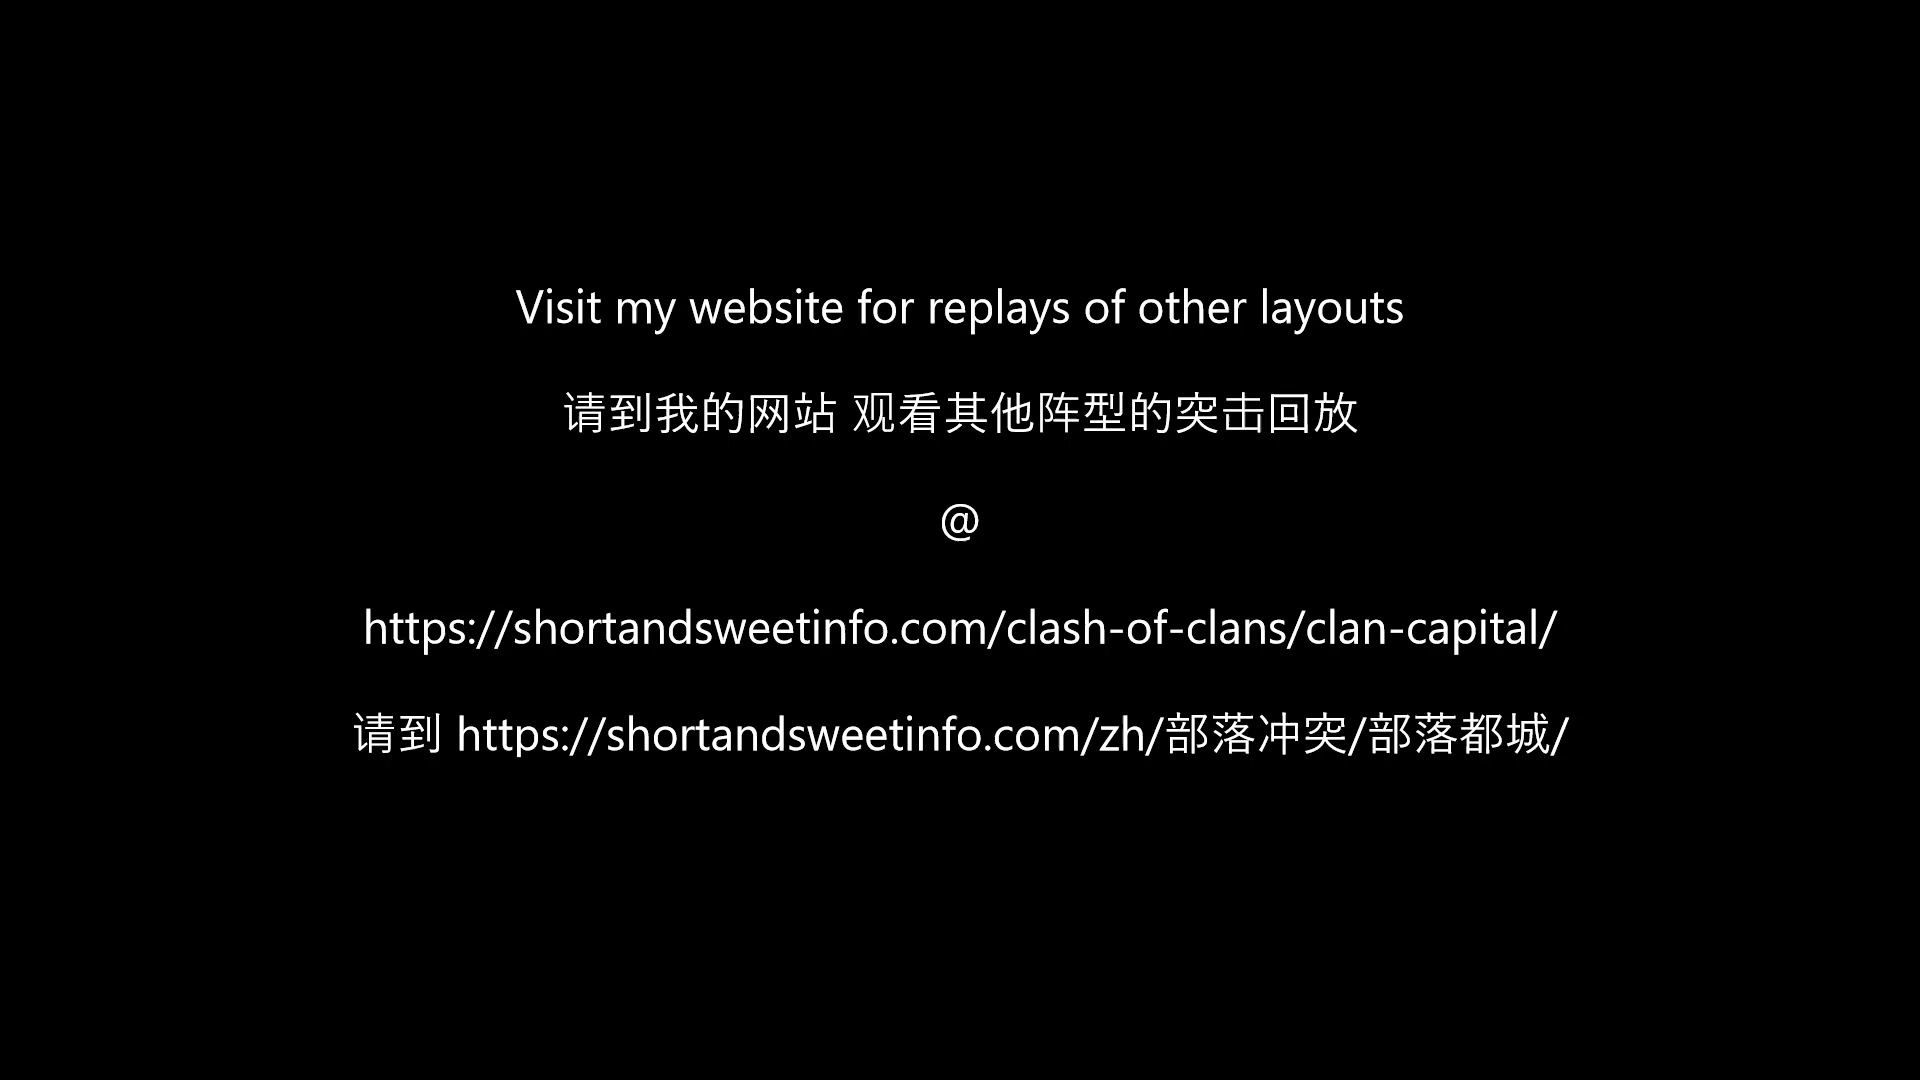 Visit my website for replays of other layouts
请到我的网站 观看其他阵型的突击回放
@
https://shortandsweetinfo.com/clash-of-clans/clan-capital/
请到 https://shortandsweetinfo.com/zh/部落冲突/部落都城/